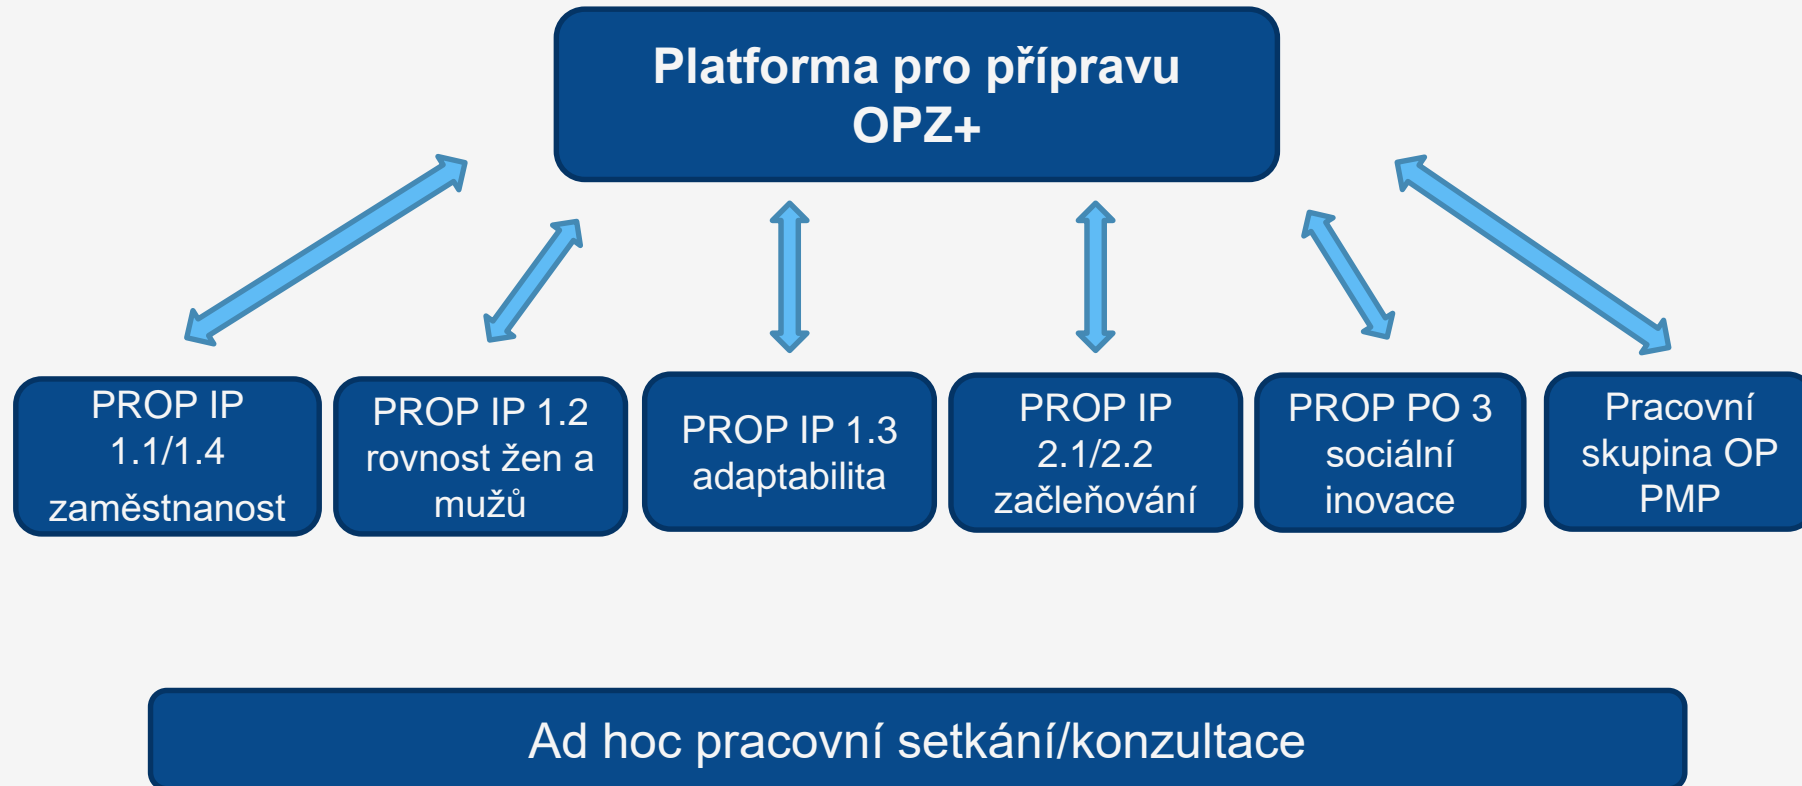 Platforma pro přípravu
OPZ+
PROP IP
1.1/1.4
zaměstnanost
PROP IP 1.2
rovnost žen a
mužů
PROP IP 1.3
adaptabilita
PROP IP
2.1/2.2
začleňování
PROP PO 3
sociální
inovace
Pracovní
skupina OP
PMP
Ad hoc pracovní setkání/konzultace